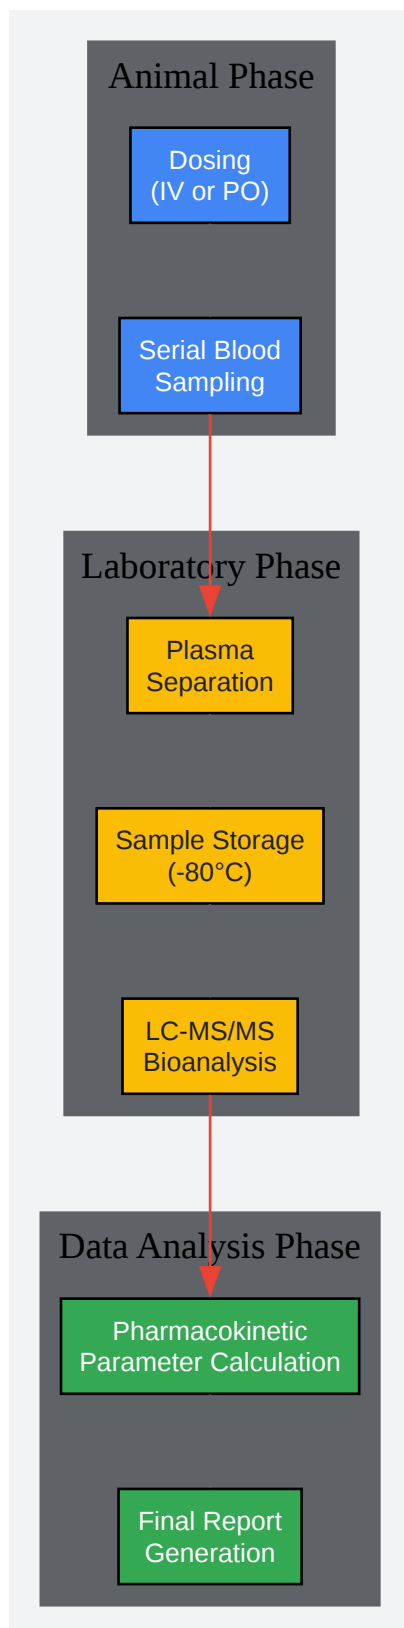 Animal Phase
Dosing
(IV or PO)
Serial Blood
Sampling
Laboratory Phase
Plasma
Separation
Sample Storage
(-80°C)
LC-MS/MS
Bioanalysis
Data Analysis Phase
Pharmacokinetic
Parameter Calculation
Final Report
Generation